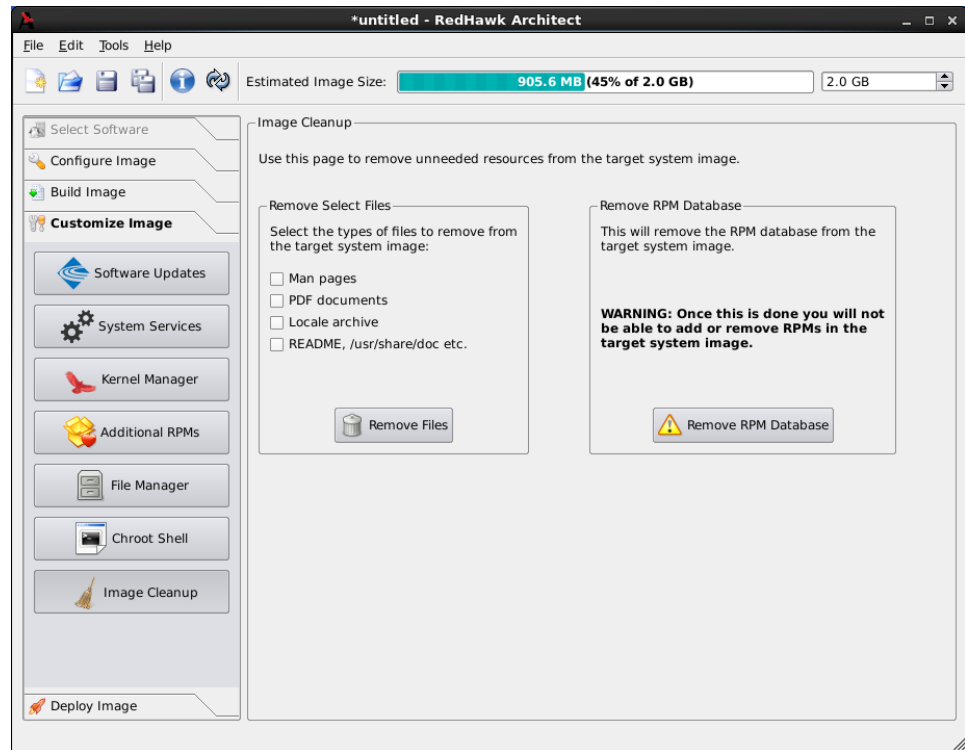 *untitled - RedHawk Architect
File Edit Tools Help
Estimated Image Size: 905.6 MB (45% of 2.0 GB) 2.0 GB
Select Software
Configure Image
Build Image
Customize Image
Software Updates
System Services
Kernel Manager
Additional RPMs
File Manager
Chroot Shell
Image Cleanup
Deploy Image
Image Cleanup
Use this page to remove unneeded resources from the target system image.
Remove Select Files
Select the types of files to remove from
the target system image:
Man pages
PDF documents
Locale archive
README, /usr/share/doc etc.
Remove Files
Remove RPM Database
This will remove the RPM database from the
target system image.
WARNING: Once this is done you will not
be able to add or remove RPMs in the
target system image.
Remove RPM Database